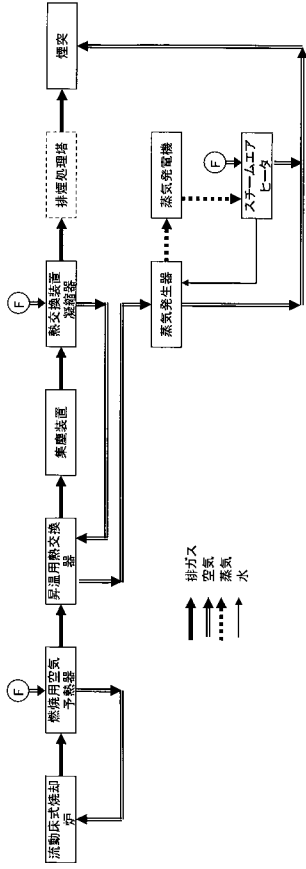 流動床式焼却
炉
F
燃焼用空気
予熱器
昇温用熱交換
器
集塵装置
F
熱交換装置
凝縮器
排煙処理塔
煙突
蒸気発生器
蒸気発電機
F
スチームエア
ヒータ
排ガス
空気
蒸気
水